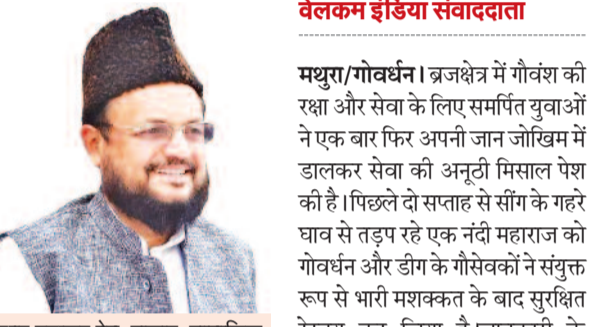 वेलकम इंडिया संवाददाता
मथुरा/गोवर्धन। ब्रजक्षेत्र में गौवंश की
रक्षा और सेवा के लिए समर्पित युवाओं
ने एक बार फिर अपनी जान जोखिम में
डालकर सेवा की अनूठी मिसाल पेश
की है। पिछले दो सप्ताह से सींग के गहरे
घाव से तड़प रहे एक नंदी महाराज को
गोवर्धन और डीग के गौसेवकों ने संयुक्त
रूप से भारी मशक्कत के बाद सुरक्षित